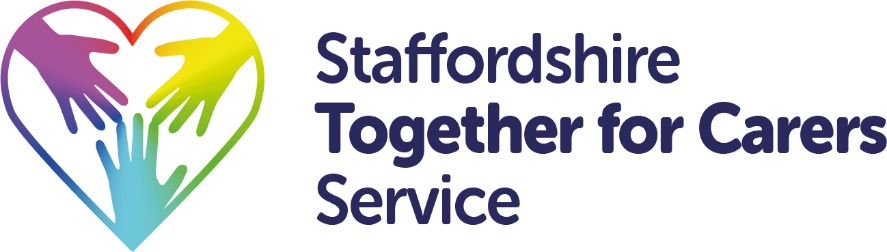 Staffordshire
Together for Carers
Service